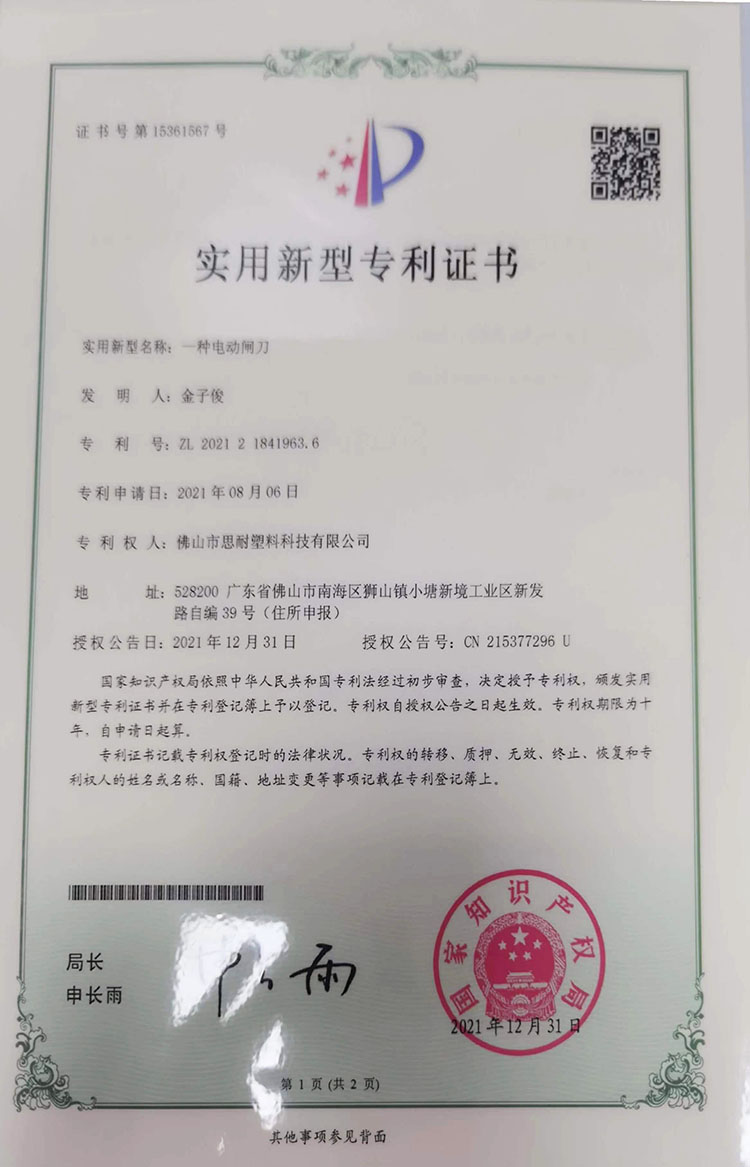 证书号第15361567号
实用新型专利证书
实用新型名称：一种电动闸刀
发明人：金子俊
专利号：ZL 2021 2 1841963.6
专利申请日：2021年08月06日
专利权人：佛山市思耐塑料科技有限公司
地址：528200 广东省佛山市南海区狮山镇小塘新境工业区新发
路自编39号（住所申报）
授权公告日：2021年12月31日 授权公告号：CN 215377296 U
国家知识产权局依照中华人民共和国专利法经过初步审查，决定授予专利权，颁发实用
新型专利证书并在专利登记簿上予以登记。专利权自授权公告之日起生效。专利权期限为十
年，自申请日起算。
专利证书记载专利权登记时的法律状况。专利权的转移、质押、无效、终止、恢复和专
利权人的姓名或名称、国籍、地址变更等事项记载在专利登记簿上。
局长
申长雨
国家知识产权局
2021年12月31日
第1页(共2页)
其他事项参见背面